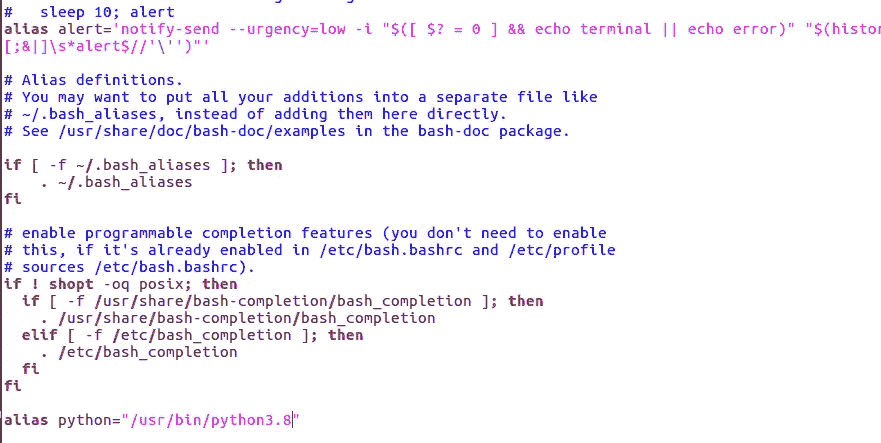 #   sleep 10; alert
alias alert='notify-send --urgency=low -i "$([ $? = 0 ] && echo terminal || echo error)" "$(histor
[;&|]\s*alert$//'\'')"'
# Alias definitions.
# You may want to put all your additions into a separate file like
# ~/.bash_aliases, instead of adding them here directly.
# See /usr/share/doc/bash-doc/examples in the bash-doc package.
if [ -f ~/.bash_aliases ]; then
    . ~/.bash_aliases
fi
# enable programmable completion features (you don't need to enable
# this, if it's already enabled in /etc/bash.bashrc and /etc/profile
# sources /etc/bash.bashrc).
if ! shopt -oq posix; then
  if [ -f /usr/share/bash-completion/bash_completion ]; then
    . /usr/share/bash-completion/bash_completion
  elif [ -f /etc/bash_completion ]; then
    . /etc/bash_completion
  fi
fi
alias python="/usr/bin/python3.8"